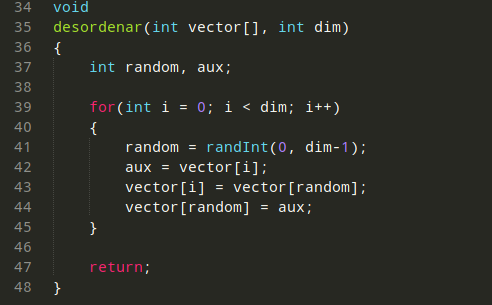 34 void
35 desordenar(int vector[], int dim)
36 {
37     int random, aux;
38
39     for(int i = 0; i < dim; i++)
40     {
41         random = randInt(0, dim-1);
42         aux = vector[i];
43         vector[i] = vector[random];
44         vector[random] = aux;
45     }
46
47     return;
48 }